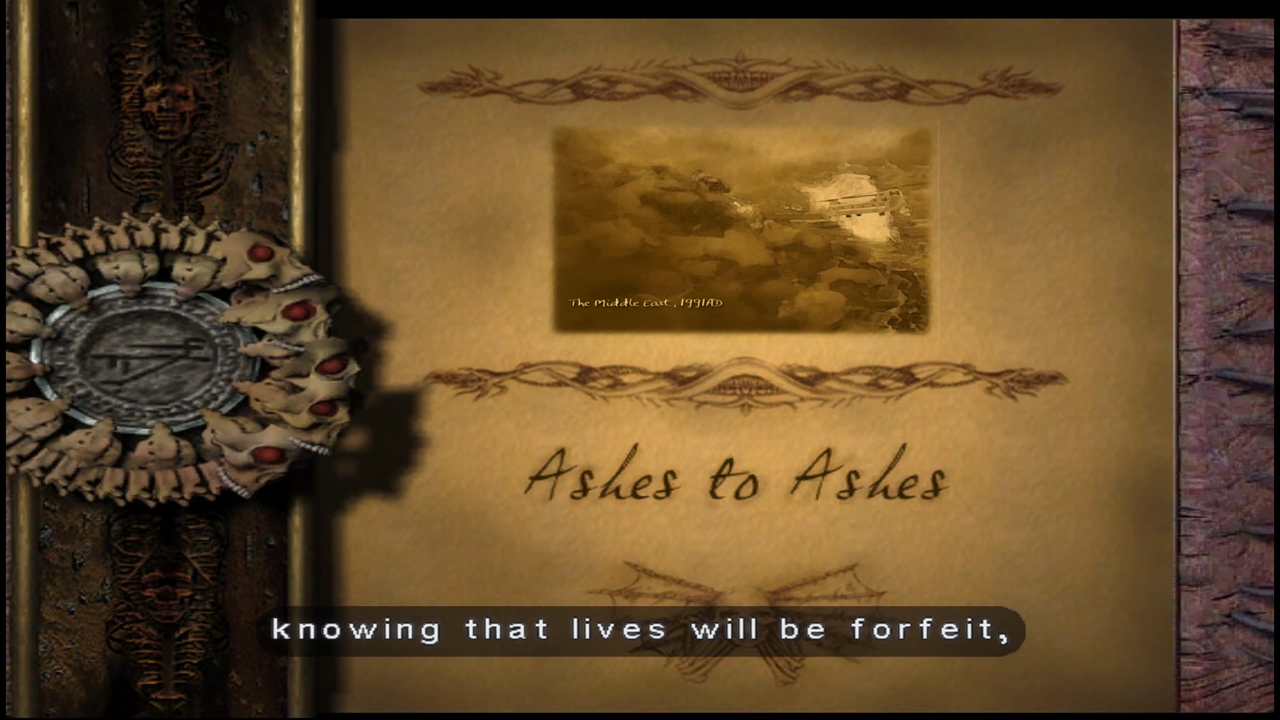 The Middle East, 1991AD
Ashes to Ashes
knowing that lives will be forfeit,